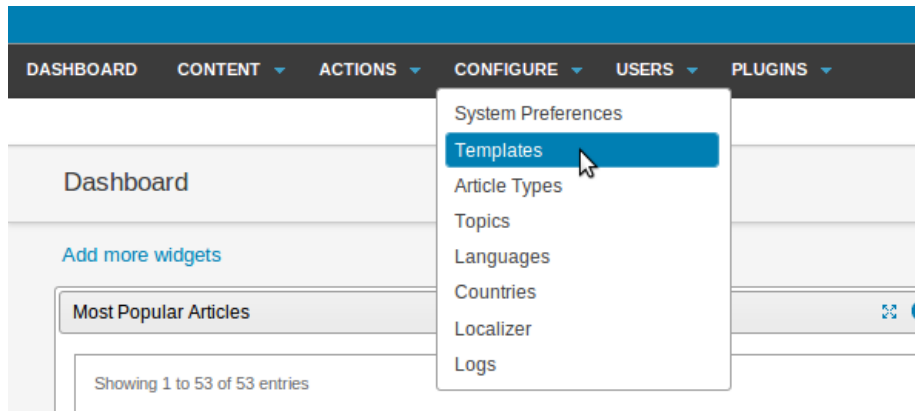 DASHBOARD CONTENT ACTIONS CONFIGURE USERS PLUGINS
System Preferences
Templates
Article Types
Topics
Languages
Countries
Localizer
Logs
Dashboard
Add more widgets
Most Popular Articles
Showing 1 to 53 of 53 entries